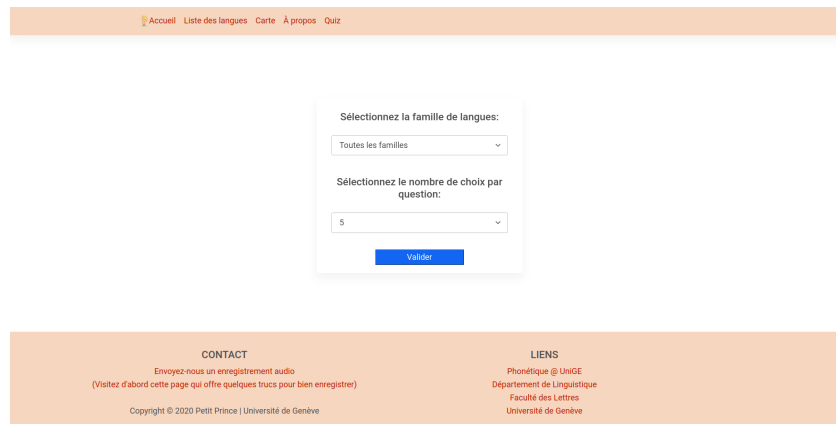 Accueil Liste des langues Carte À propos Quiz
Sélectionnez la famille de langues:
Toutes les familles
Sélectionnez le nombre de choix par
question:
5
Valider
CONTACT
Envoyez-nous un enregistrement audio
(Visitez d'abord cette page qui offre quelques trucs pour bien enregistrer)
Copyright © 2020 Petit Prince | Université de Genève
LIENS
Phonétique @ UniGE
Département de Linguistique
Faculté des Lettres
Université de Genève